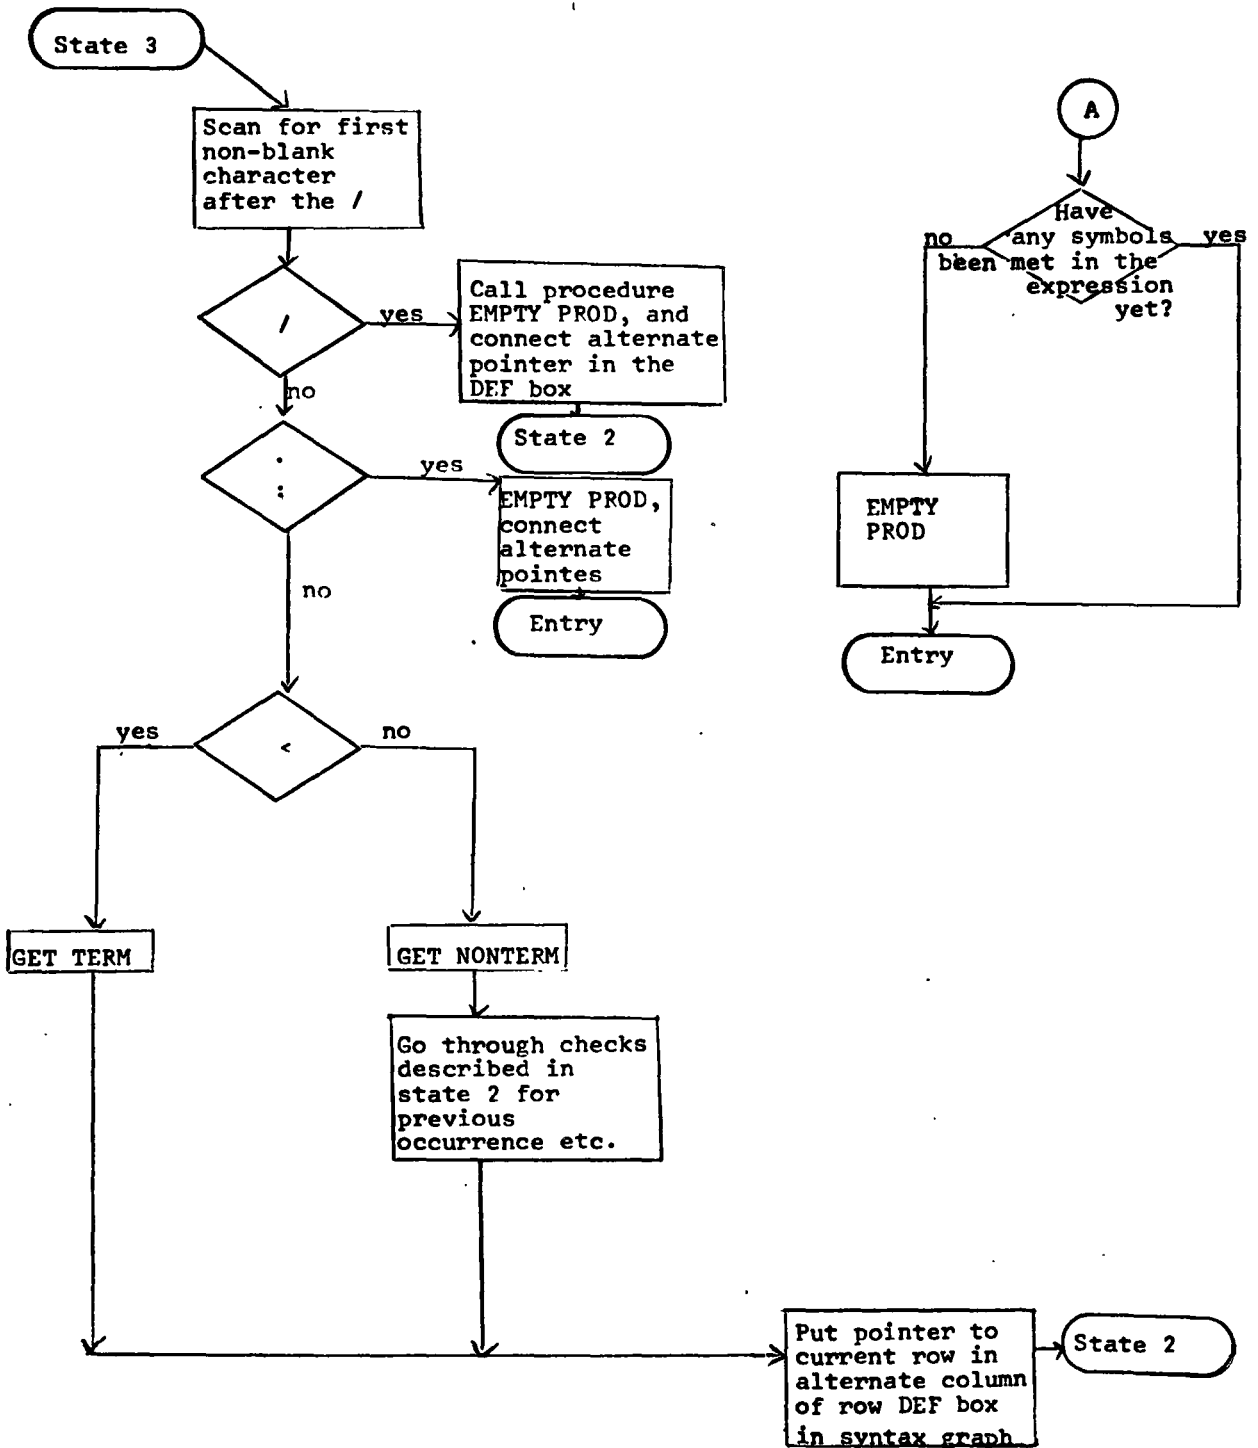 State 3
Scan for first
non-blank
character
after the /
/
yes
Call procedure
EMPTY PROD, and
connect alternate
pointer in the
DEF box
State 2
no
:
yes
EMPTY PROD,
connect
alternate
pointes
Entry
no
<
yes
no
GET TERM
GET NONTERM
Go through checks
described in
state 2 for
previous
occurrence etc.
Put pointer to
current row in
alternate column
of row DEF box
in syntax graph
State 2
A
Have
any symbols
been met in the
expression
yet?
no
yes
EMPTY
PROD
Entry